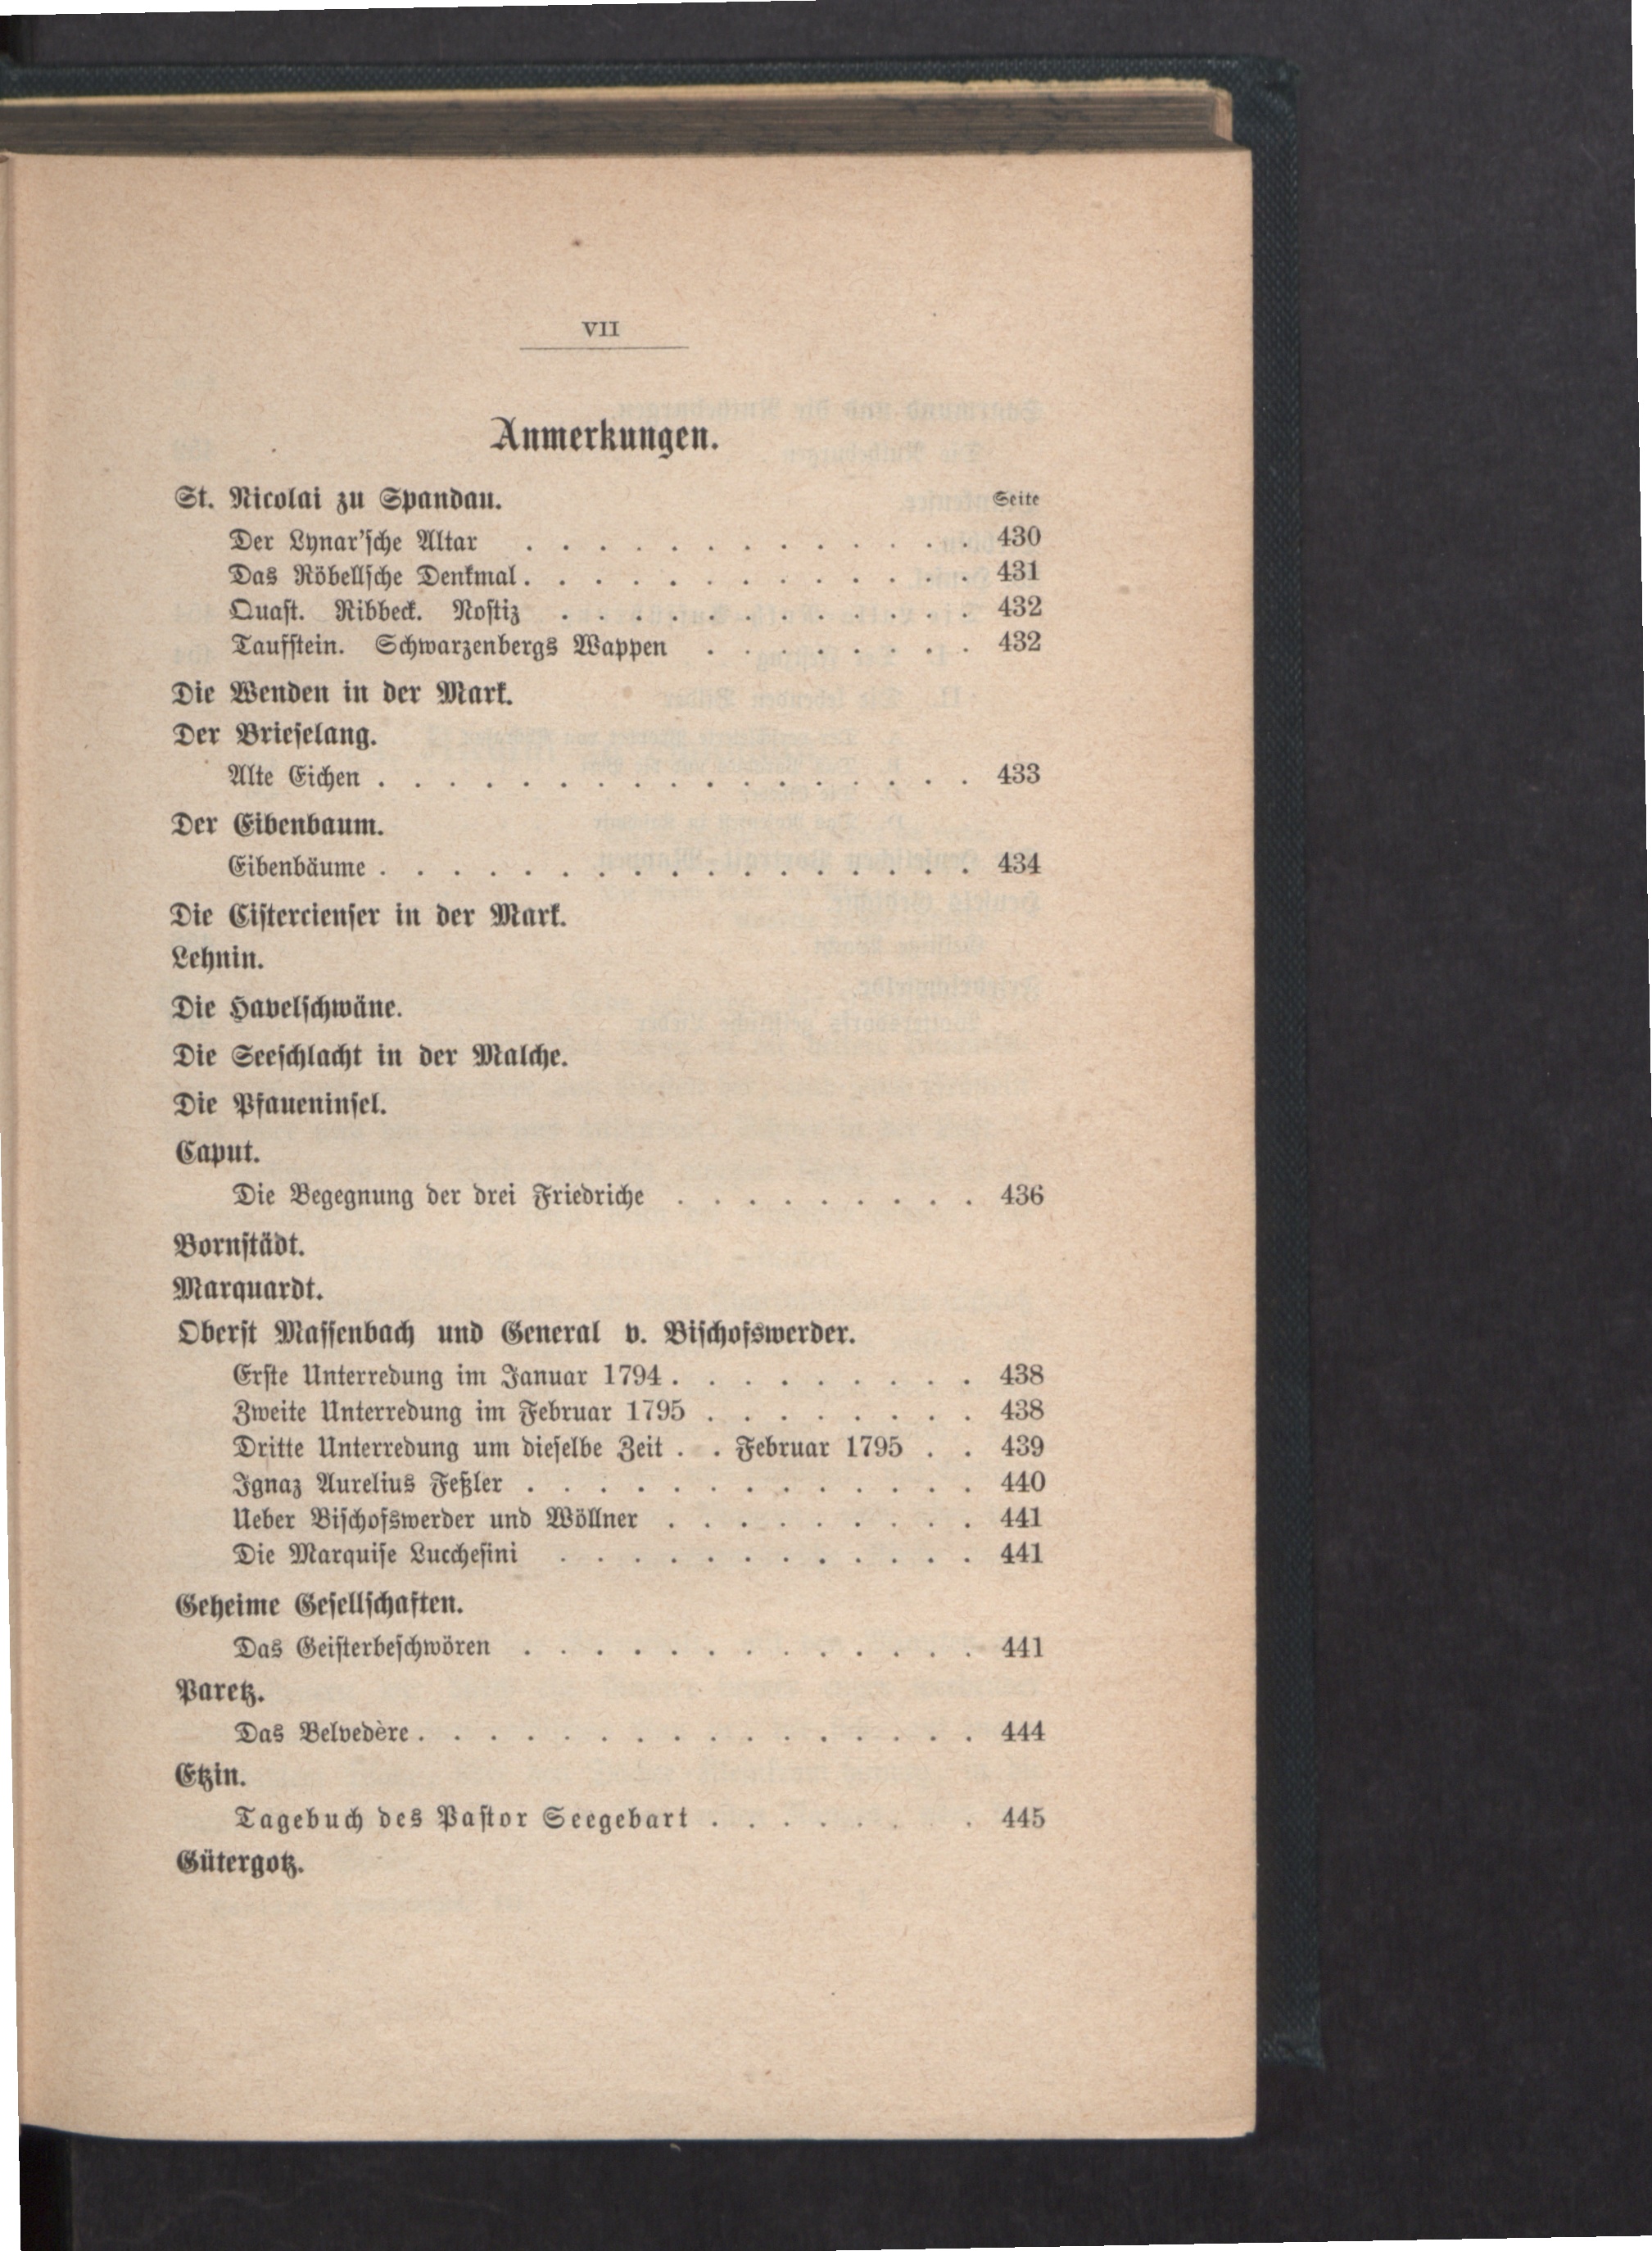 VII
Anmerkungen.
St. Nicolai zu Spandau. Seite
Der Lynar'sche Altar . . . . . . . . . . . . . 430
Das Röbellsche Denkmal . . . . . . . . . . . . . 431
Quast. Ribbeck. Nostiz . . . . . . . . . . . . 432
Taufstein. Schwarzenbergs Wappen . . . . . . . . 432
Die Wenden in der Mark.
Der Brieselang.
Alte Eichen . . . . . . . . . . . . . . . . . 433
Der Eibenbaum.
Eibenbäume . . . . . . . . . . . . . . . . . 434
Die Cistercienser in der Mark.
Lehnin.
Die Havelschwäne.
Die Seeschlacht in der Malche.
Die Pfaueninsel.
Caput.
Die Begegnung der drei Friedriche . . . . . . . . . 436
Bornstädt.
Marquardt.
Oberst Massenbach und General v. Bischofswerder.
Erste Unterredung im Januar 1794 . . . . . . . . . 438
Zweite Unterredung im Februar 1795 . . . . . . . . 438
Dritte Unterredung um dieselbe Zeit . . Februar 1795 . . 439
Ignaz Aurelius Feßler . . . . . . . . . . . . . 440
Ueber Bischofswerder und Wöllner . . . . . . . . . 441
Die Marquise Lucchesini . . . . . . . . . . . . 441
Geheime Gesellschaften.
Das Geisterbeschwören . . . . . . . . . . . . . 441
Paretz.
Das Belvedère . . . . . . . . . . . . . . . . 444
Etzin.
Tagebuch des Pastor Seegebart . . . . . . . . 445
Gütergotz.